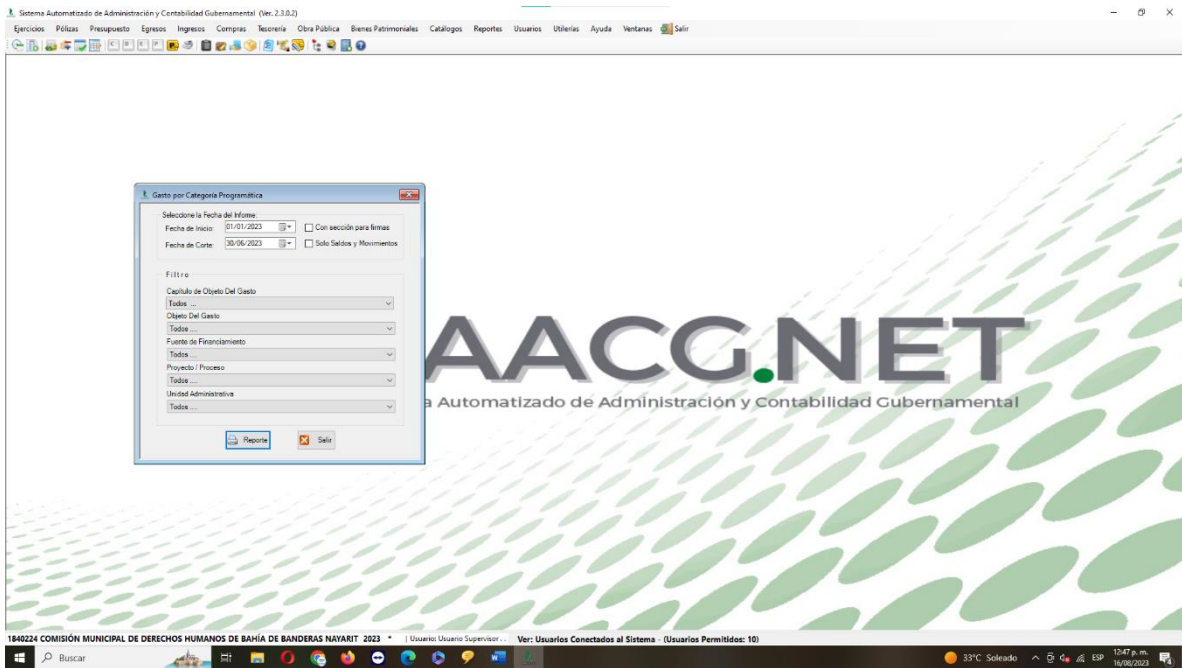 Sistema Automatizado de Administración y Contabilidad Gubernamental (Ver. 2.3.0.2)
Ejercicios Pólizas Presupuesto Egresos Ingresos Compras Tesorería Obra Pública Bienes Patrimoniales Catálogos Reportes Usuarios Utilerías Ayuda Ventanas Salir
Gasto por Categoría Programática
Seleccione la Fecha del Informe:
Fecha de Inicio: 01/01/2023 Con sección para firmas
Fecha de Corte: 30/06/2023 Solo Saldos y Movimientos
Filtro
Capítulo de Objeto Del Gasto
Todos ...
Objeto Del Gasto
Todos ....
Fuente de Financiamiento
Todos ....
Proyecto / Proceso
Todos ....
Unidad Administrativa
Todos ....
Reporte Salir
AACG.NET
a Automatizado de Administración y Contabilidad Gubernamental
1840224 COMISIÓN MUNICIPAL DE DERECHOS HUMANOS DE BAHÍA DE BANDERAS NAYARIT 2023 * | Usuario: Usuario Supervisor . . Ver: Usuarios Conectados al Sistema - (Usuarios Permitidos: 10)
Buscar 33°C Soleado ESP 12:47 p. m.
16/08/2023